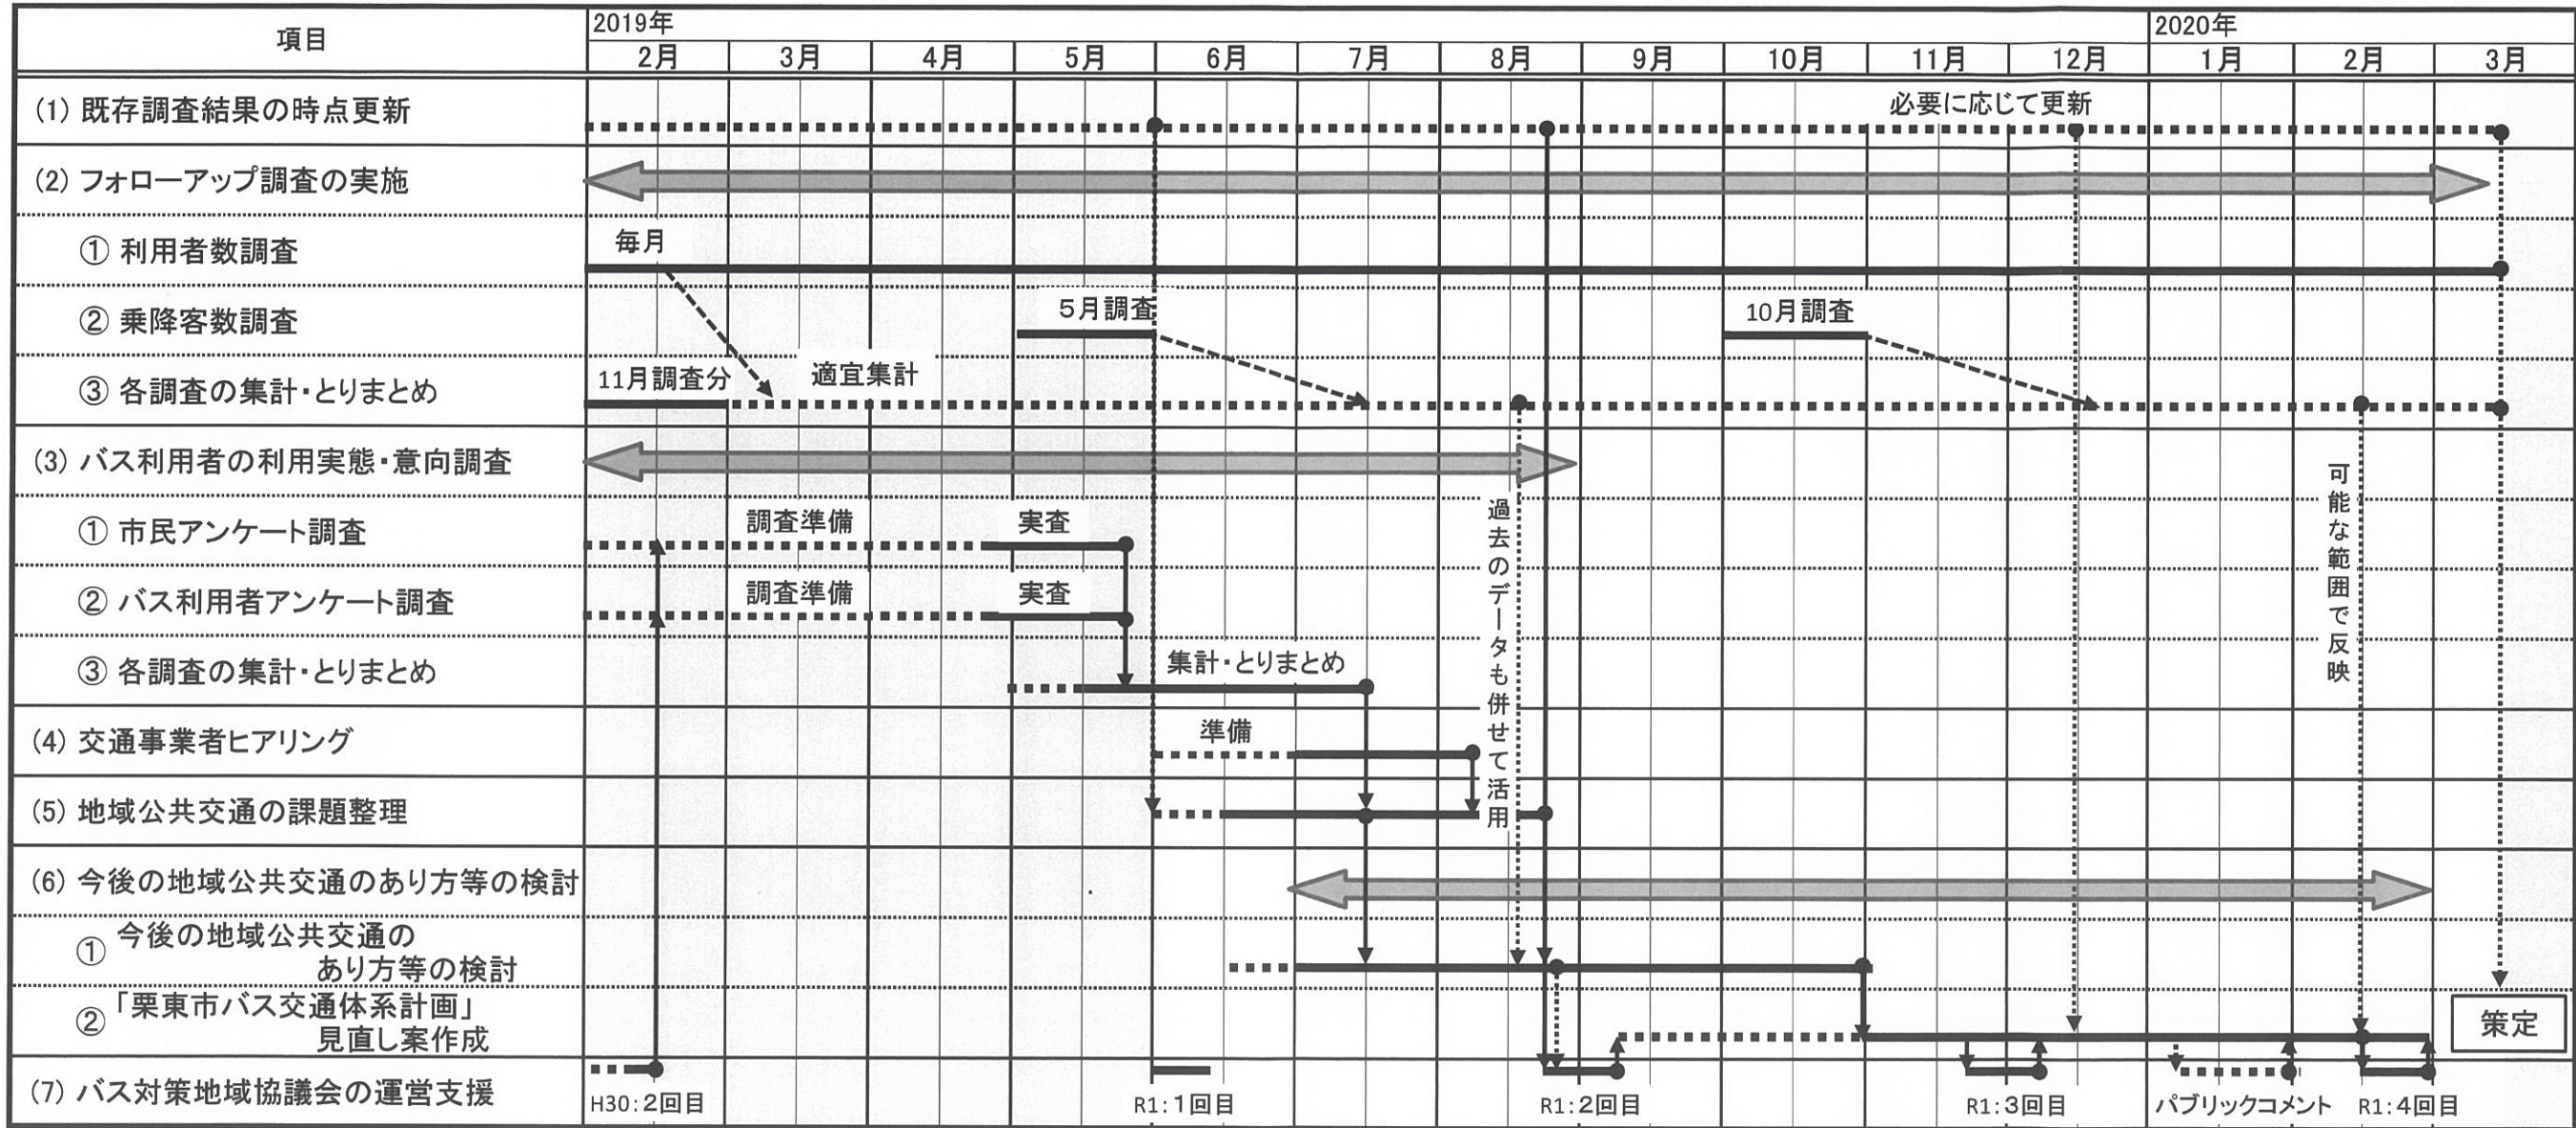 項目
2019年
2020年
2月
3月
4月
5月
6月
7月
8月
9月
10月
11月
12月
1月
2月
3月
(1) 既存調査結果の時点更新
必要に応じて更新
(2) フォローアップ調査の実施
① 利用者数調査
毎月
② 乗降客数調査
5月調査
10月調査
③ 各調査の集計・とりまとめ
11月調査分
適宜集計
(3) バス利用者の利用実態・意向調査
過去のデータも併せて活用
可能な範囲で反映
① 市民アンケート調査
調査準備
実査
② バス利用者アンケート調査
調査準備
実査
③ 各調査の集計・とりまとめ
集計・とりまとめ
(4) 交通事業者ヒアリング
準備
(5) 地域公共交通の課題整理
(6) 今後の地域公共交通のあり方等の検討
① 今後の地域公共交通の
あり方等の検討
② 「栗東市バス交通体系計画」
見直し案作成
策定
(7) バス対策地域協議会の運営支援
H30:2回目
R1:1回目
R1:2回目
R1:3回目
パブリックコメント
R1:4回目